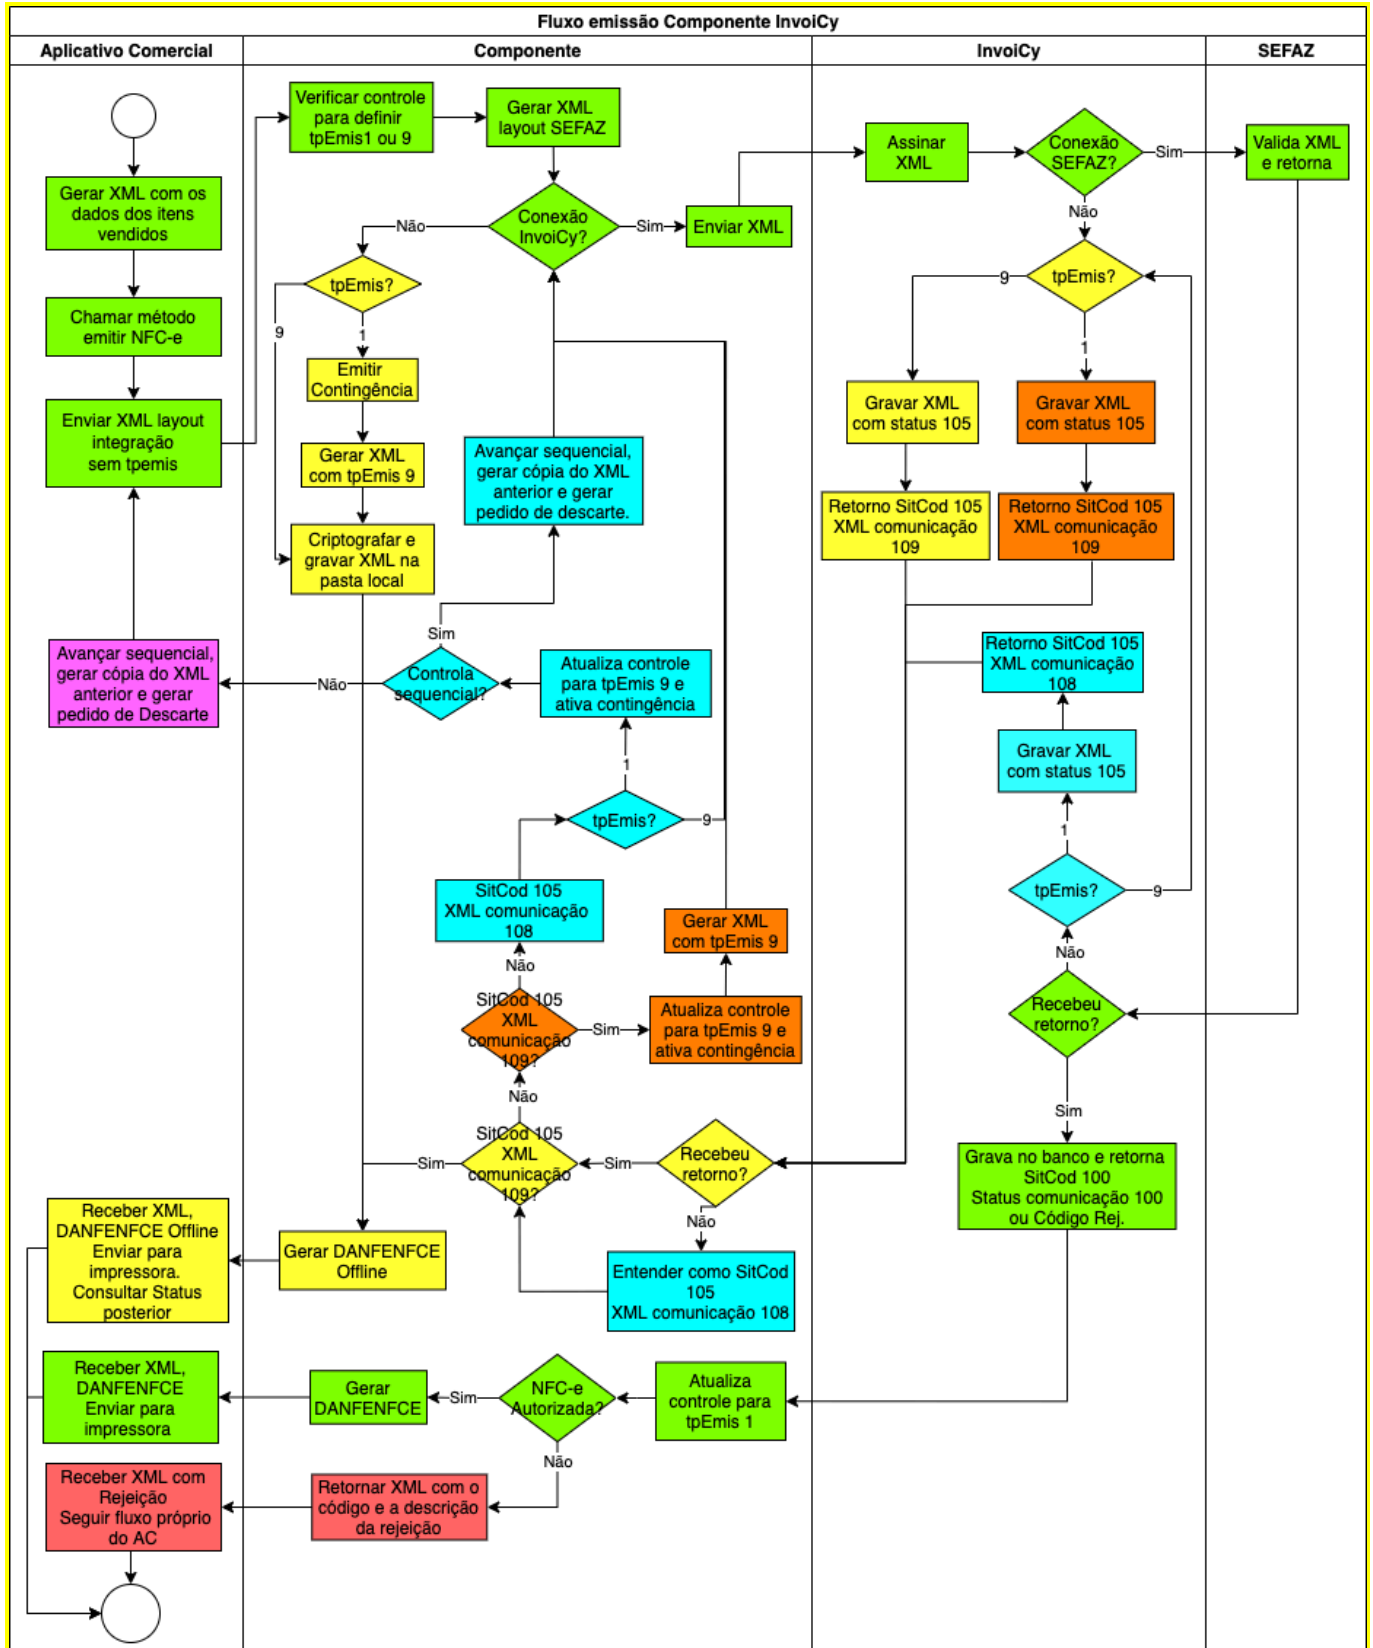 Fluxo emissão Componente InvoiCy
Aplicativo Comercial
Componente
InvoiCy
SEFAZ
Verificar controle
para definir
tpEmis1 ou 9
Gerar XML
layout SEFAZ
Assinar
XML
Conexão
SEFAZ?
Sim
Valida XML
e retorna
Gerar XML com os
dados dos itens
vendidos
Não
Conexão
InvoiCy?
Sim
Enviar XML
Não
tpEmis?
9
tpEmis?
9
1
1
Chamar método
emitir NFC-e
Emitir
Contingência
Gravar XML
com status 105
Gravar XML
com status 105
Enviar XML layout
integração
sem tpemis
Gerar XML
com tpEmis 9
Avançar sequencial,
gerar cópia do XML
anterior e gerar
pedido de descarte.
Retorno SitCod 105
XML comunicação
109
Retorno SitCod 105
XML comunicação
109
Criptografar e
gravar XML na
pasta local
Sim
Avançar sequencial,
gerar cópia do XML
anterior e gerar
pedido de Descarte
Não
Controla
sequencial?
Atualiza controle
para tpEmis 9 e
ativa contingência
Retorno SitCod 105
XML comunicação
108
1
Gravar XML
com status 105
tpEmis?
9
1
SitCod 105
XML comunicação
108
tpEmis?
9
Gerar XML
com tpEmis 9
Não
Não
SitCod 105
XML
comunicação
109?
Sim
Atualiza controle
para tpEmis 9 e
ativa contingência
Recebeu
retorno?
Não
Sim
SitCod 105
XML
comunicação
109?
Sim
Sim
Recebeu
retorno?
Grava no banco e retorna
SitCod 100
Status comunicação 100
ou Código Rej.
Não
Receber XML,
DANFENFCE Offline
Enviar para
impressora.
Consultar Status
posterior
Gerar DANFENFCE
Offline
Entender como SitCod
105
XML comunicação 108
Receber XML,
DANFENFCE
Enviar para
impressora
Gerar
DANFENFCE
Sim
NFC-e
Autorizada?
Atualiza
controle para
tpEmis 1
Não
Receber XML com
Rejeição
Seguir fluxo próprio
do AC
Retornar XML com o
código e a descrição
da rejeição